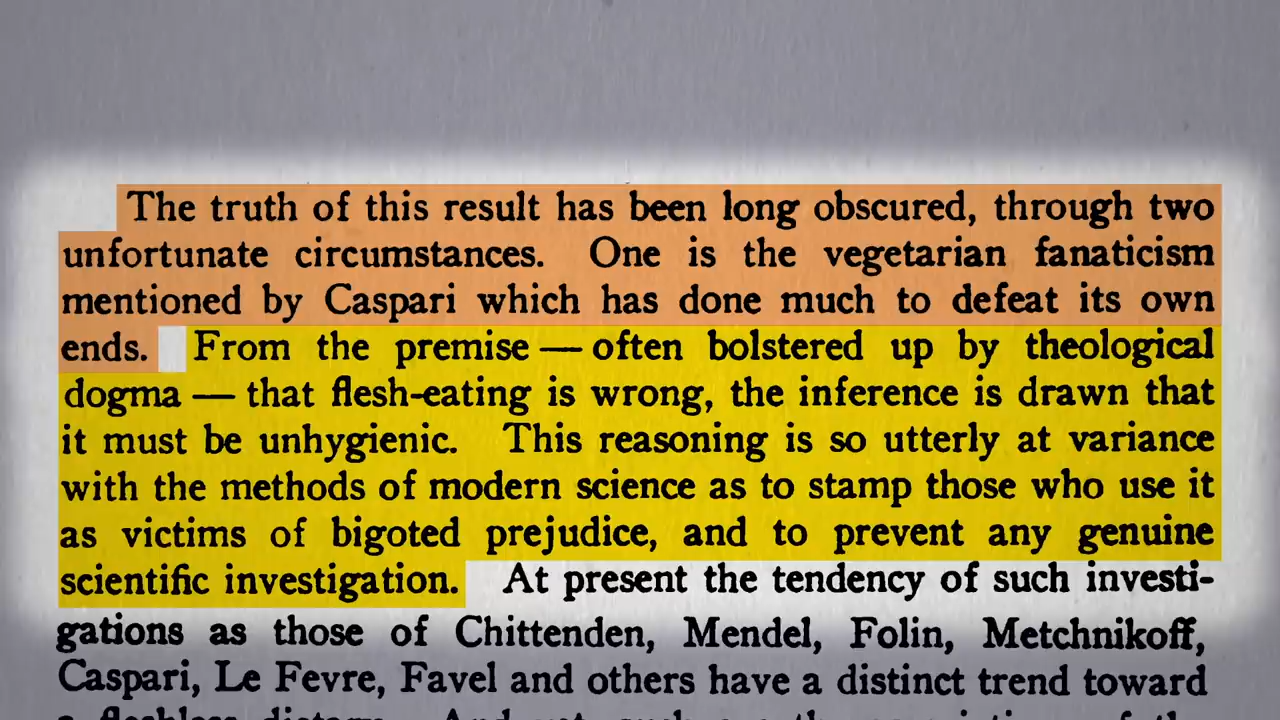 The truth of this result has been long obscured, through two
unfortunate circumstances. One is the vegetarian fanaticism
mentioned by Caspari which has done much to defeat its own
ends. From the premise — often bolstered up by theological
dogma — that flesh-eating is wrong, the inference is drawn that
it must be unhygienic. This reasoning is so utterly at variance
with the methods of modern science as to stamp those who use it
as victims of bigoted prejudice, and to prevent any genuine
scientific investigation. At present the tendency of such investi-
gations as those of Chittenden, Mendel, Folin, Metchnikoff,
Caspari, Le Fevre, Favel and others have a distinct trend toward